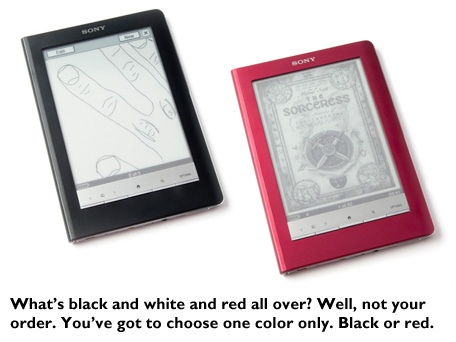 SONY
SONY
THE
SORCERESS
What's black and white and red all over? Well, not your
order. You've got to choose one color only. Black or red.